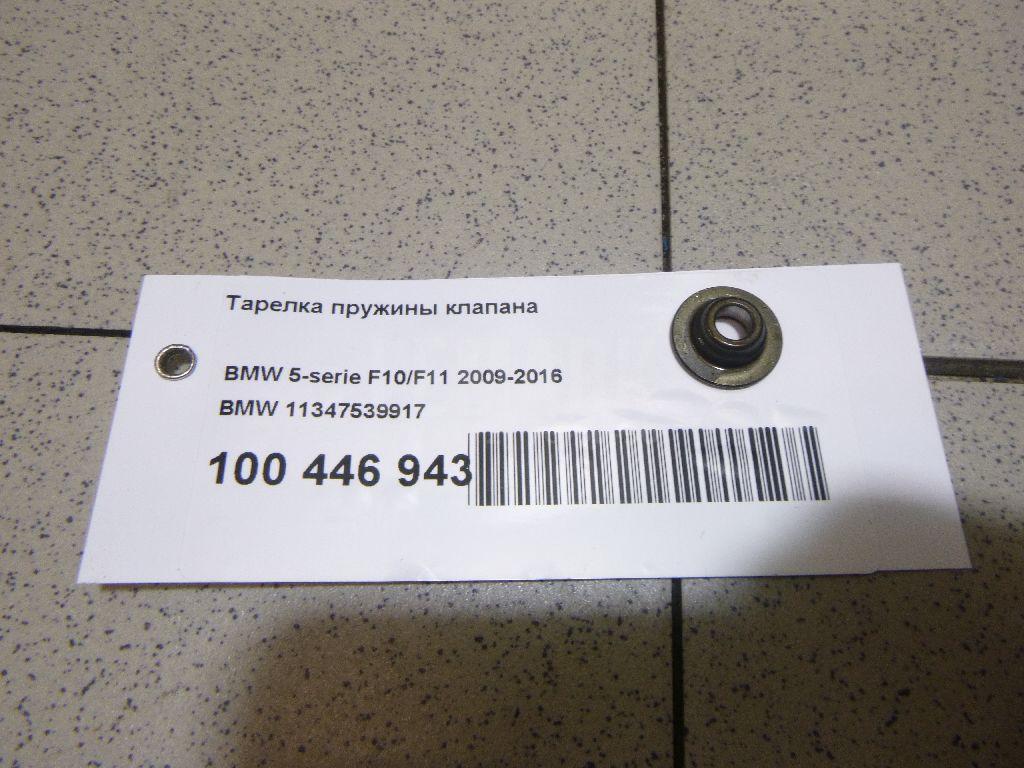 Тарелка пружины клапана
BMW 5-serie F10/F11 2009-2016
BMW 11347539917
100 446 943